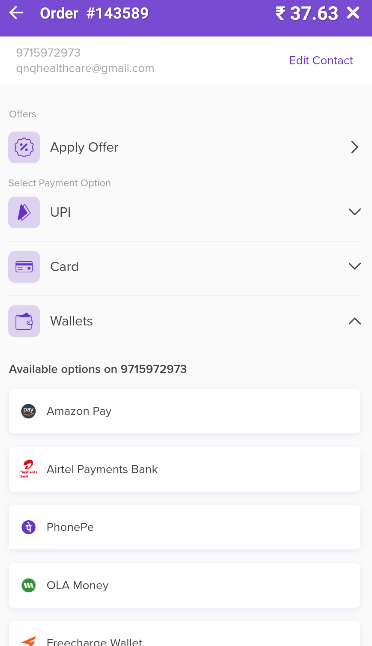 Order #143589
₹ 37.63
9715972973
qnqhealthcare@gmail.com
Edit Contact
Offers
Apply Offer
Select Payment Option
UPI
Card
Wallets
Available options on 9715972973
pay
Amazon Pay
Airtel Payments Bank
PhonePe
OLA Money
Freecharge Wallet